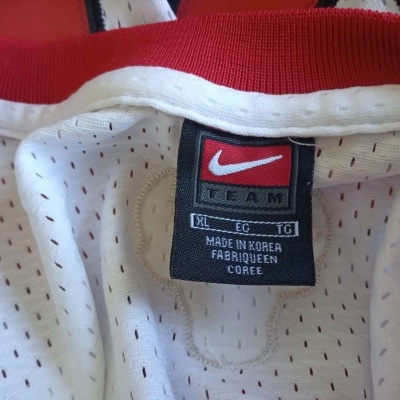 TEAM
XL EG TG
MADE IN KOREA
FABRIQUEEN
COREE